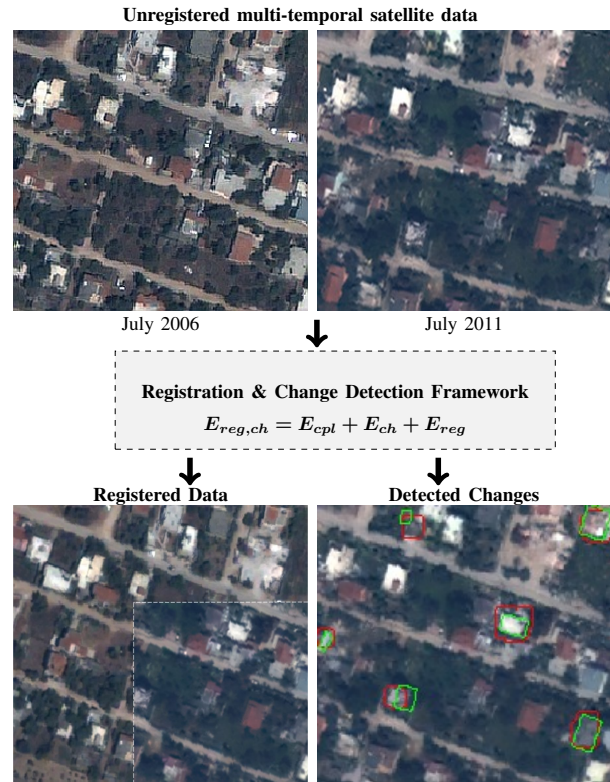 Unregistered multi-temporal satellite data
July 2006
July 2011
Registration & Change Detection Framework
E_{reg,ch} = E_{cpl} + E_{ch} + E_{reg}
Registered Data
Detected Changes